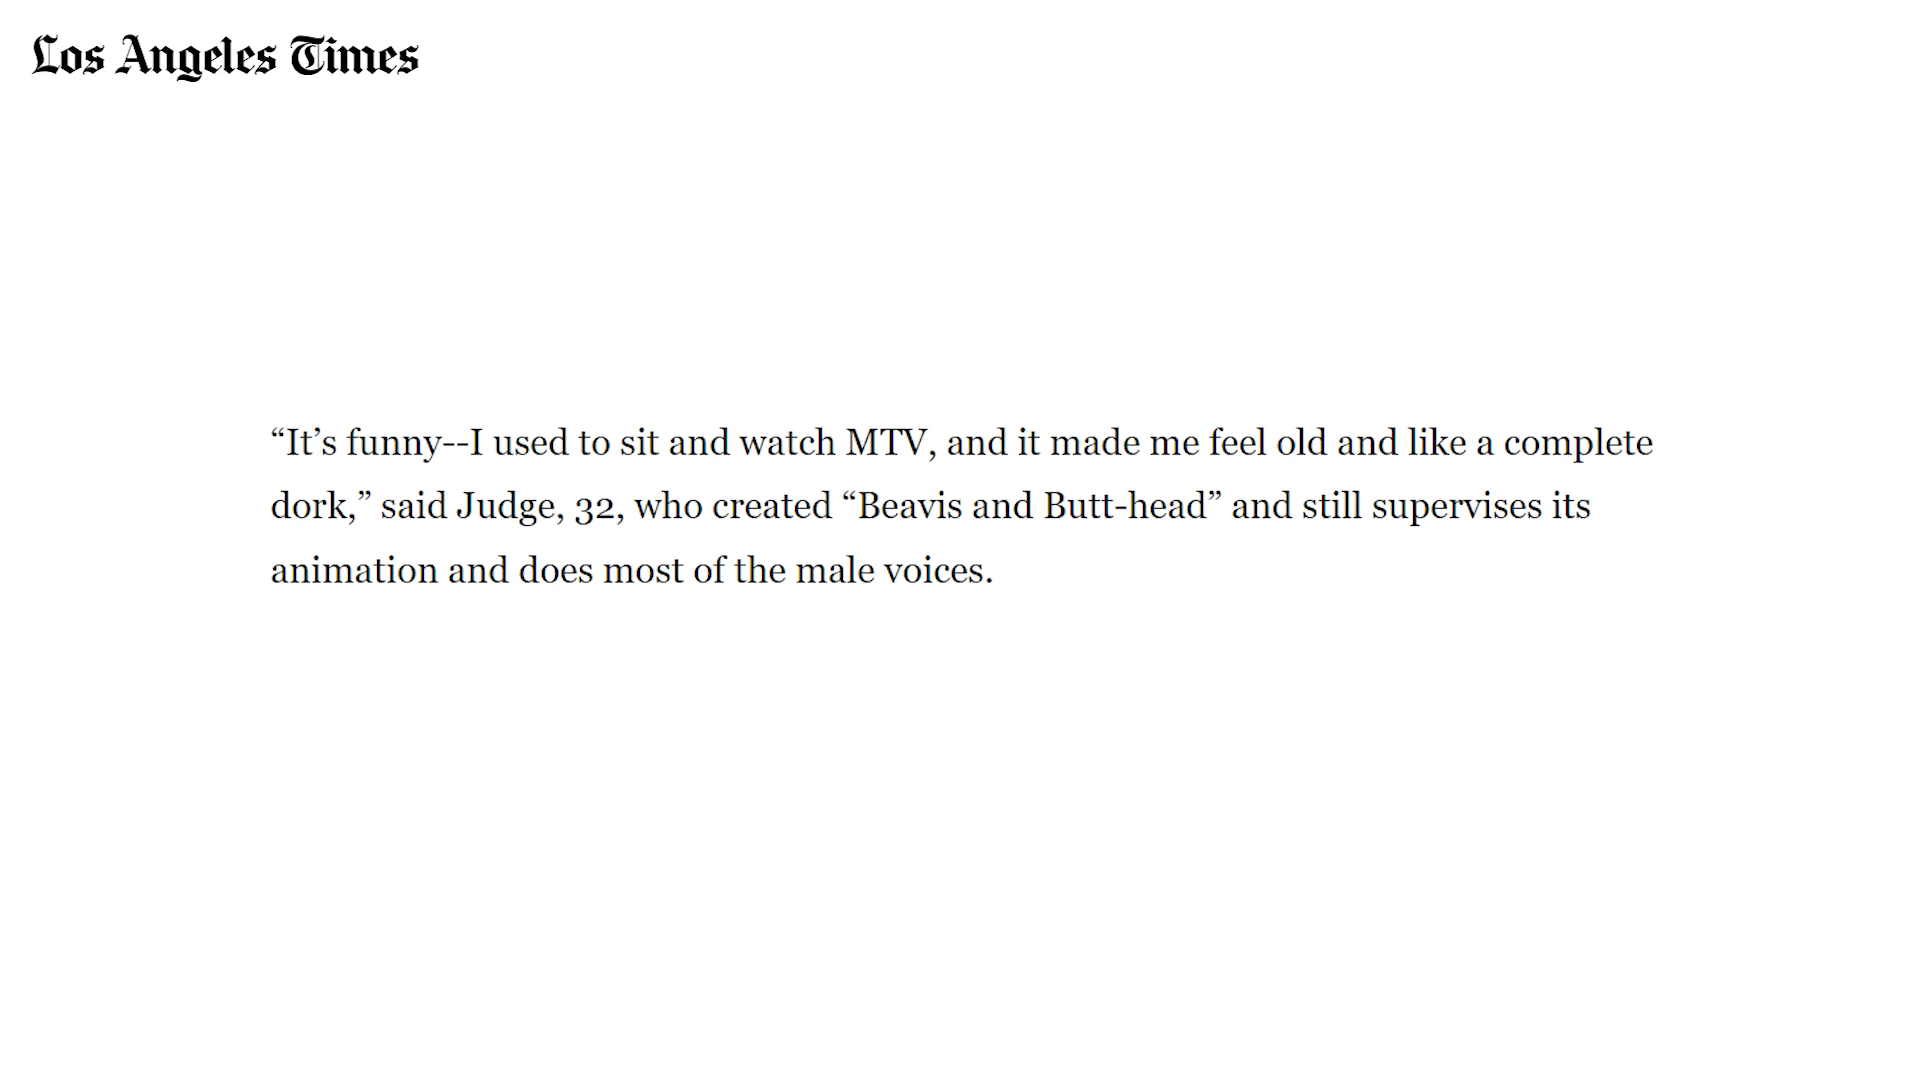 Los Angeles Times
“It’s funny--I used to sit and watch MTV, and it made me feel old and like a complete
dork,” said Judge, 32, who created “Beavis and Butt-head” and still supervises its
animation and does most of the male voices.